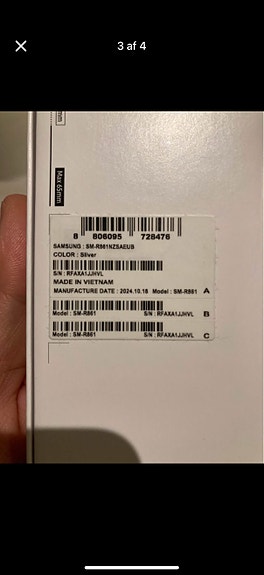 3 af 4
Max 65mm
8 806095 728476
SAMSUNG : SM-R861NZSAEUB
COLOR : Silver
S/N : RFAXA1JJHVL
MADE IN VIETNAM
MANUFACTURE DATE : 2024.10.18 Model : SM-R861 A
Model : SM-R861 S/N : RFAXA1JJHVL B
Model : SM-R861 S/N : RFAXA1JJHVL C